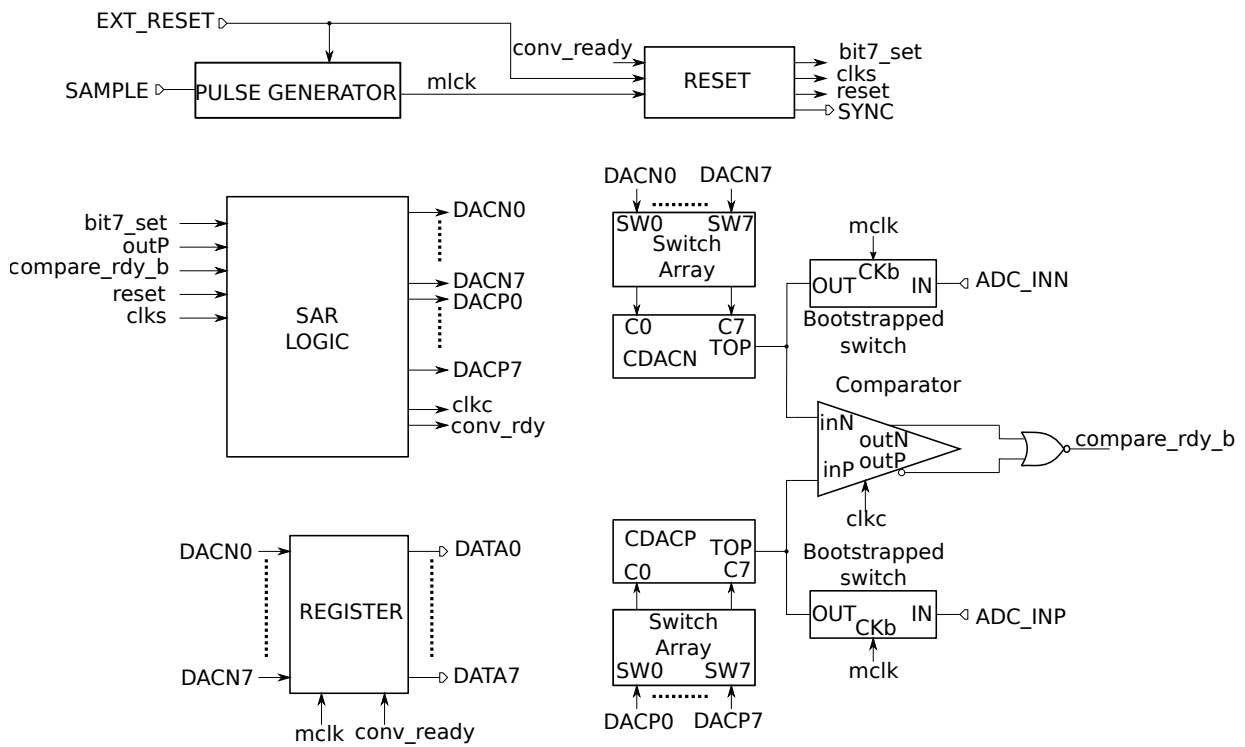 EXT_RESET
conv_ready
SAMPLE
PULSE GENERATOR
mlck
RESET
bit7_set
clks
reset
SYNC
bit7_set
outP
compare_rdy_b
reset
clks
SAR
LOGIC
DACN0
DACN7
DACP0
DACP7
clkc
conv_rdy
DACN0
DACN7
REGISTER
DATA0
DATA7
mclk
conv_ready
DACN0 DACN7
SW0 SW7
Switch
Array
C0 C7
TOP
CDACN
mclk
CKb
OUT IN
ADC_INN
Bootstrapped
switch
Comparator
inN
outN
outP
inP
clkc
compare_rdy_b
CDACP
TOP
C0 C7
Switch
Array
SW0 SW7
DACP0 DACP7
Bootstrapped
switch
OUT IN
CKb
ADC_INP
mclk